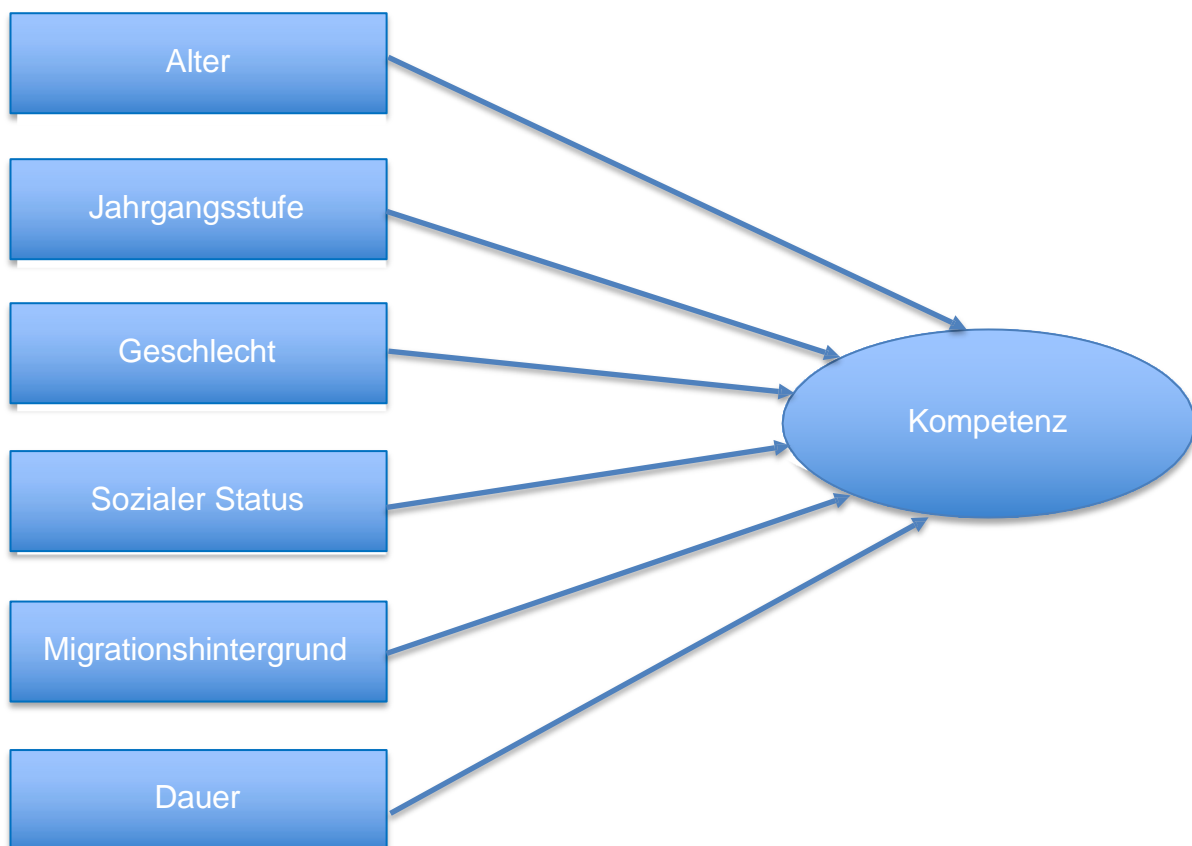 Alter
Jahrgangsstufe
Geschlecht
Kompetenz
Sozialer Status
Migrationshintergrund
Dauer